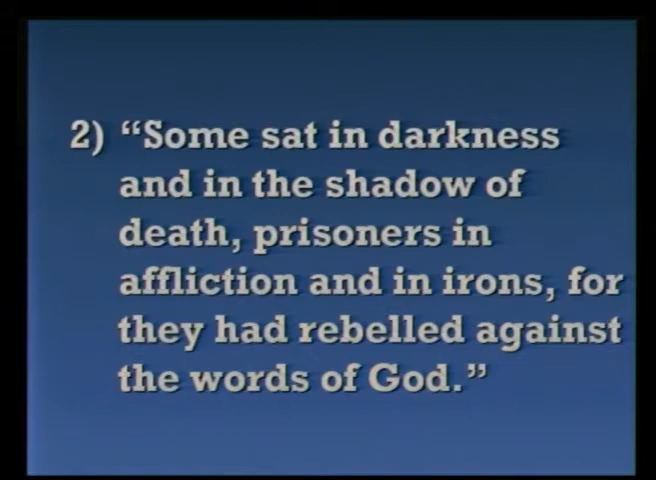 2) “Some sat in darkness
and in the shadow of
death, prisoners in
affliction and in irons, for
they had rebelled against
the words of God.”